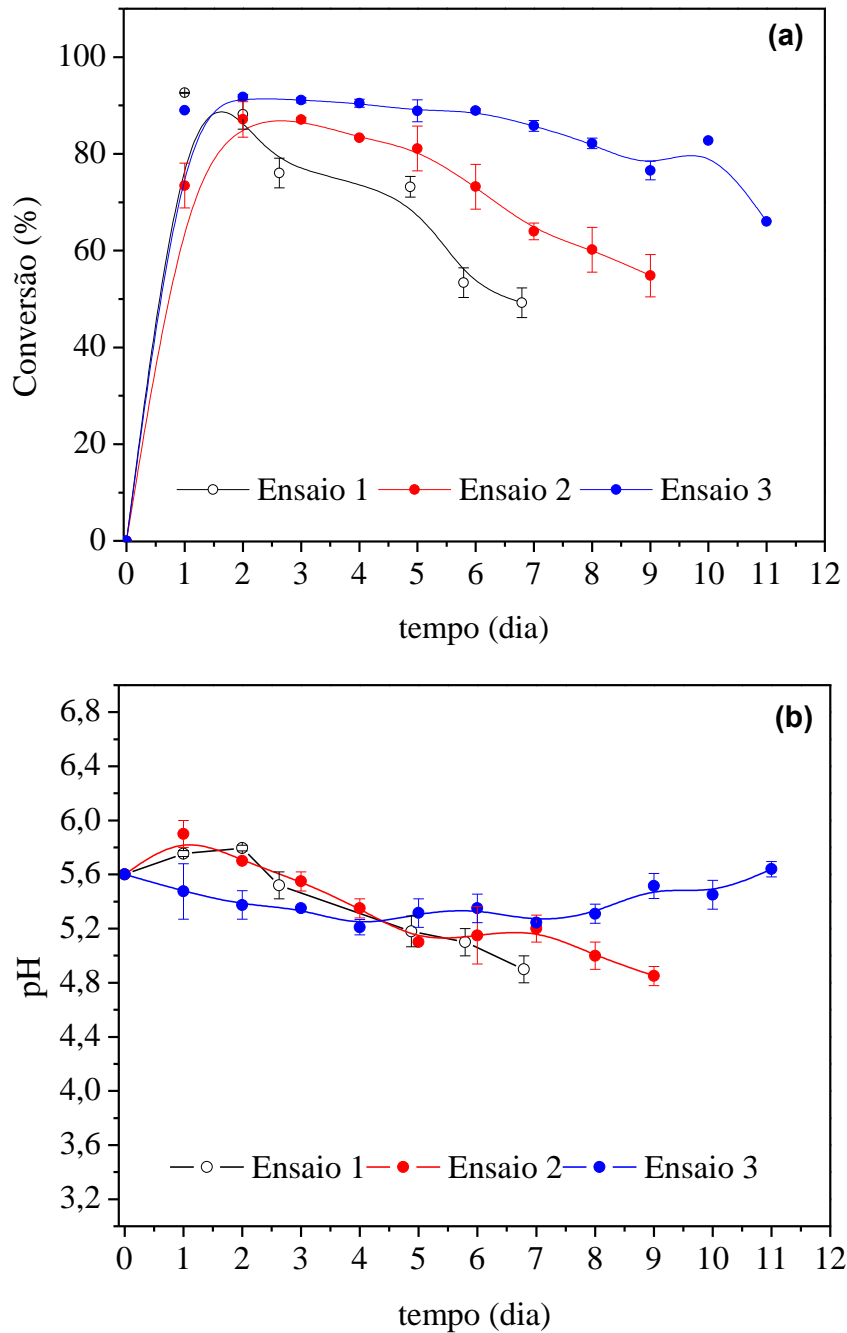 (a)
100
80
60
40
20
0
Conversão (%)
Ensaio 1 Ensaio 2 Ensaio 3
0 1 2 3 4 5 6 7 8 9 10 11 12
tempo (dia)
(b)
6,8
6,4
6,0
5,6
5,2
4,8
4,4
4,0
3,6
3,2
pH
Ensaio 1 Ensaio 2 Ensaio 3
0 1 2 3 4 5 6 7 8 9 10 11 12
tempo (dia)